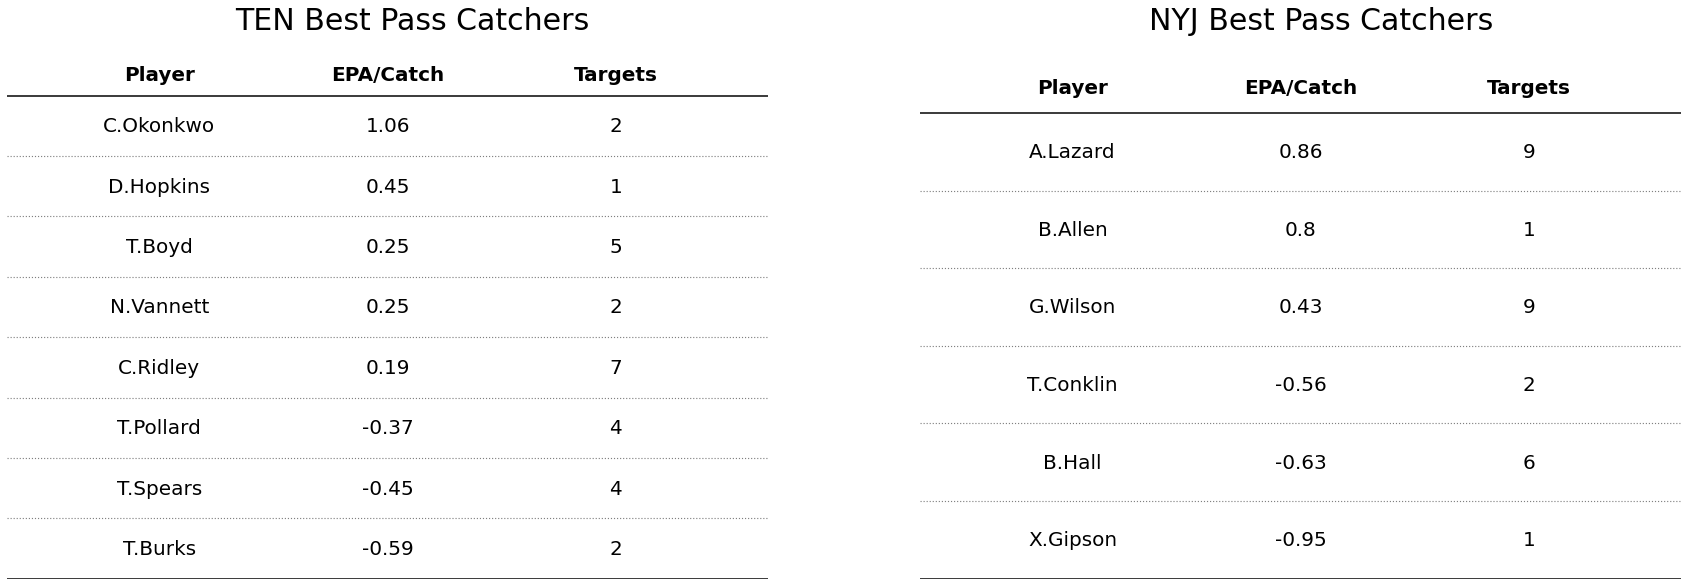 TEN Best Pass Catchers
Player EPA/Catch Targets
C.Okonkwo 1.06 2
D.Hopkins 0.45 1
T.Boyd 0.25 5
N.Vannett 0.25 2
C.Ridley 0.19 7
T.Pollard -0.37 4
T.Spears -0.45 4
T.Burks -0.59 2
NYJ Best Pass Catchers
Player EPA/Catch Targets
A.Lazard 0.86 9
B.Allen 0.8 1
G.Wilson 0.43 9
T.Conklin -0.56 2
B.Hall -0.63 6
X.Gipson -0.95 1